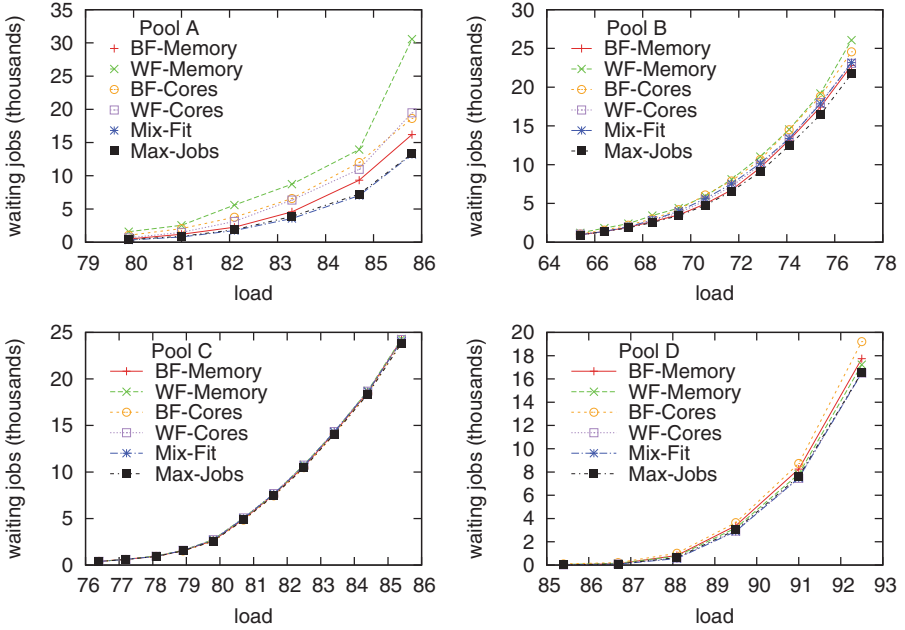 Pool A
BF-Memory
WF-Memory
BF-Cores
WF-Cores
Mix-Fit
Max-Jobs
waiting jobs (thousands)
35
30
25
20
15
10
5
0
79 80 81 82 83 84 85 86
load
Pool B
BF-Memory
WF-Memory
BF-Cores
WF-Cores
Mix-Fit
Max-Jobs
waiting jobs (thousands)
30
25
20
15
10
5
0
64 66 68 70 72 74 76 78
load
Pool C
BF-Memory
WF-Memory
BF-Cores
WF-Cores
Mix-Fit
Max-Jobs
waiting jobs (thousands)
25
20
15
10
5
0
76 77 78 79 80 81 82 83 84 85 86
load
Pool D
BF-Memory
WF-Memory
BF-Cores
WF-Cores
Mix-Fit
Max-Jobs
waiting jobs (thousands)
20
18
16
14
12
10
8
6
4
2
0
85 86 87 88 89 90 91 92 93
load